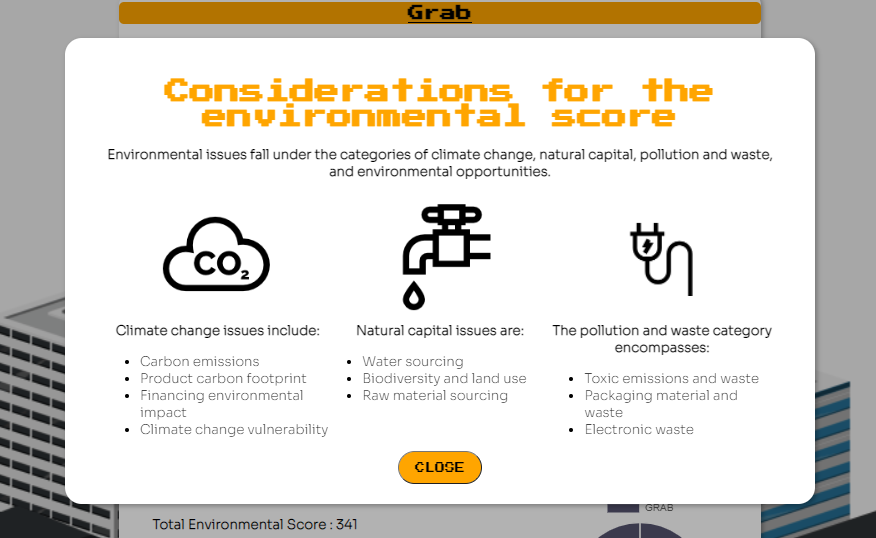 Grab
Considerations for the
environmental score
Environmental issues fall under the categories of climate change, natural capital, pollution and waste,
and environmental opportunities.
CO2
Climate change issues include:
Carbon emissions
Product carbon footprint
Financing environmental
impact
Climate change vulnerability
Natural capital issues are:
Water sourcing
Biodiversity and land use
Raw material sourcing
The pollution and waste category
encompasses:
Toxic emissions and waste
Packaging material and
waste
Electronic waste
CLOSE
GRAB
Total Environmental Score : 341